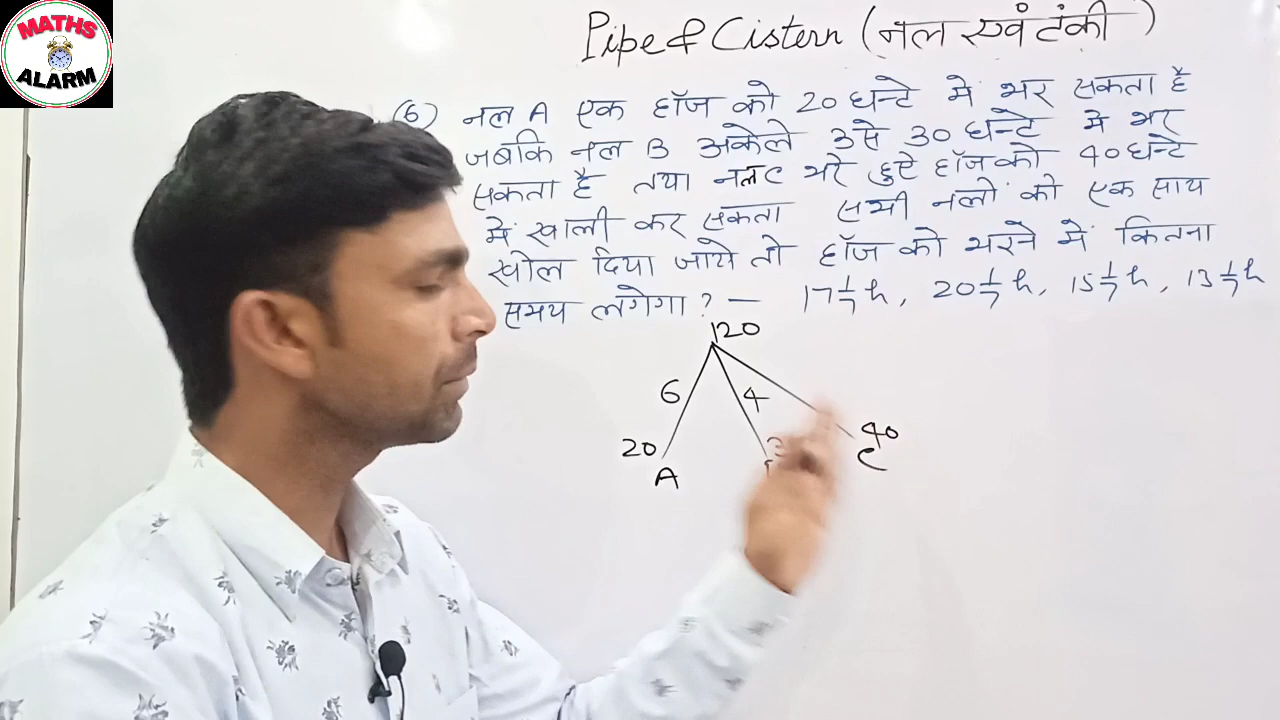 MATHS
ALARM
Pipe & Cistern (नल एवं टंकी)
(6) नल A एक हॉज को 20 घन्टे में भर सकता है
जबकि नल B अकेले उसे 30 घन्टे मे भर
सकता है तथा नल C भरे हुऐ हॉज को 40 घन्टे
में खाली कर सकता सभी नलों को एक साथ
खोल दिया जाये तो हॉज को भरने में कितना
समय लगेगा? — 17 1/7 h, 20 1/7 h, 15 1/7 h, 13 1/7 h
120
6 4
20 40
A C